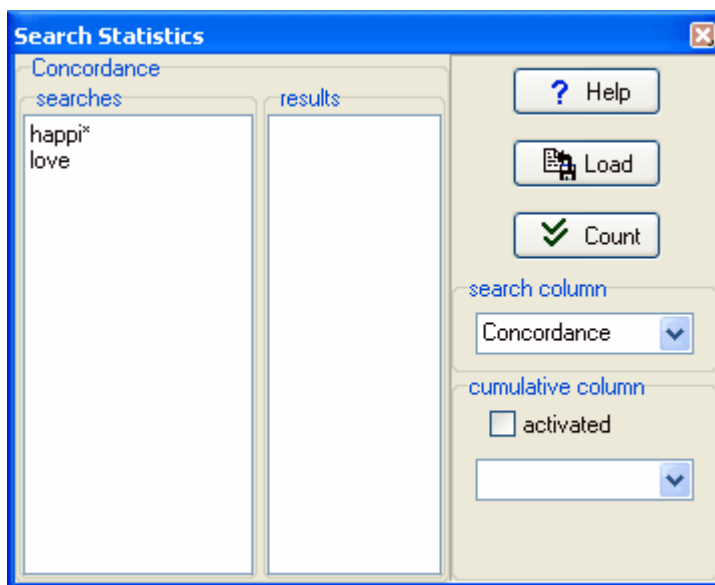 Search Statistics
Concordance
searches
results
happi*
love
? Help
Load
Count
search column
Concordance
cumulative column
activated